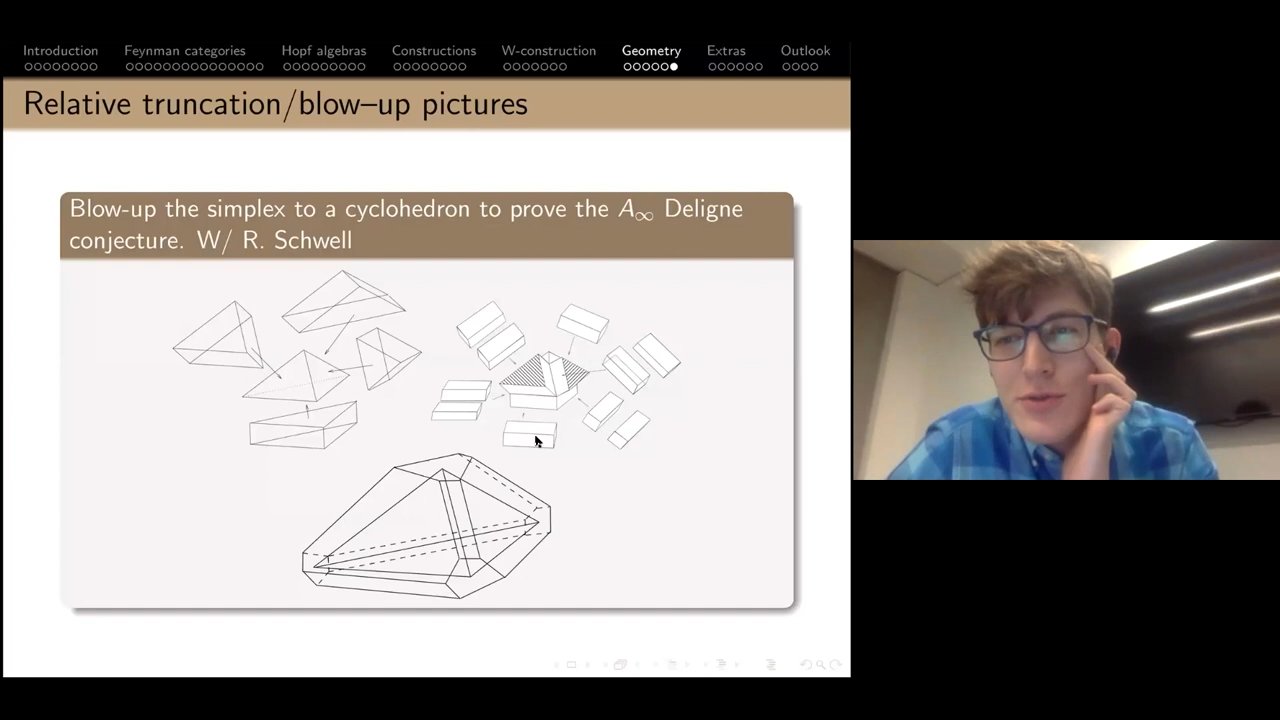 Introduction Feynman categories Hopf algebras Constructions W-construction Geometry Extras Outlook
Relative truncation/blow–up pictures
Blow-up the simplex to a cyclohedron to prove the A∞ Deligne
conjecture. W/ R. Schwell